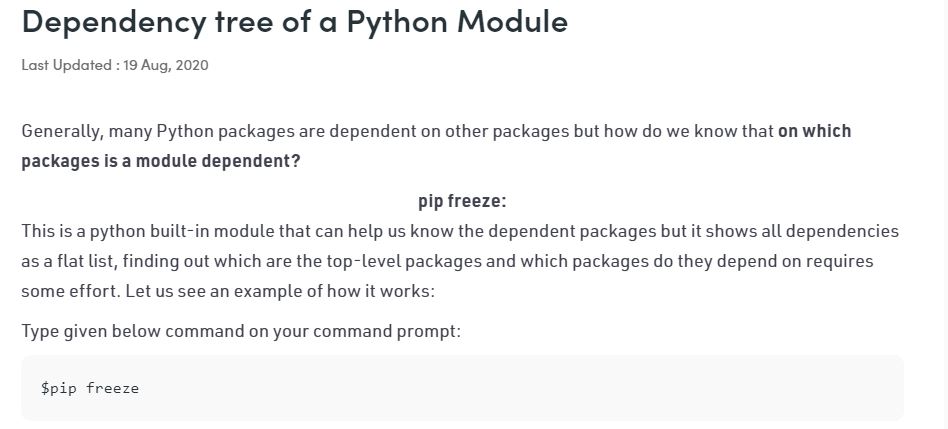 Dependency tree of a Python Module
Last Updated : 19 Aug, 2020
Generally, many Python packages are dependent on other packages but how do we know that on which
packages is a module dependent?
pip freeze:
This is a python built-in module that can help us know the dependent packages but it shows all dependencies
as a flat list, finding out which are the top-level packages and which packages do they depend on requires
some effort. Let us see an example of how it works:
Type given below command on your command prompt:
$pip freeze